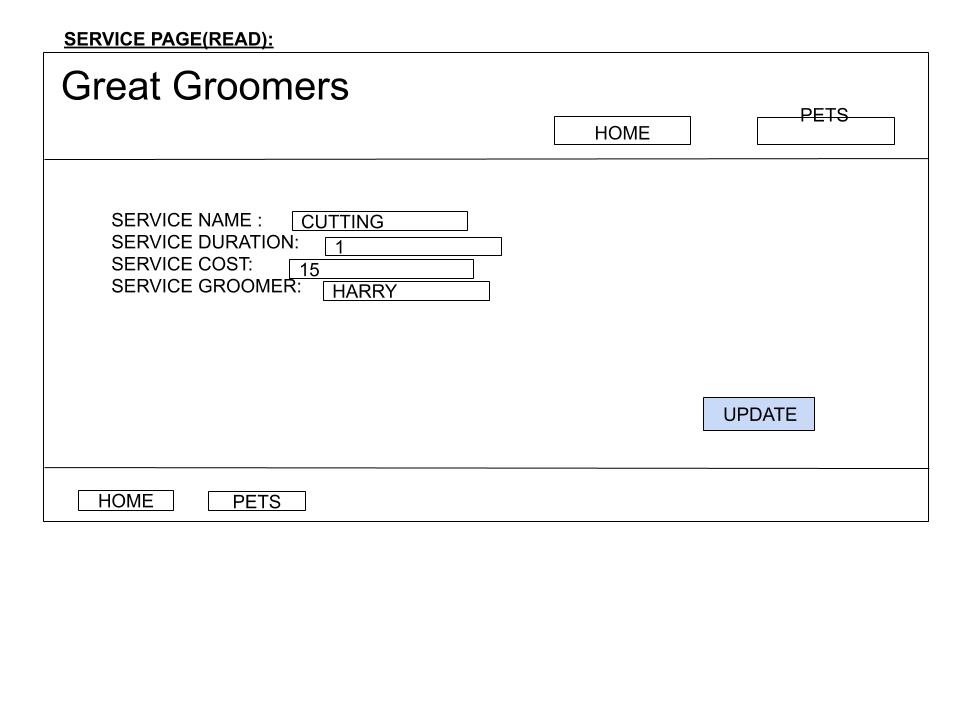 SERVICE PAGE(READ):
Great Groomers
HOME
PETS
SERVICE NAME : CUTTING
SERVICE DURATION: 1
SERVICE COST: 15
SERVICE GROOMER: HARRY
UPDATE
HOME PETS